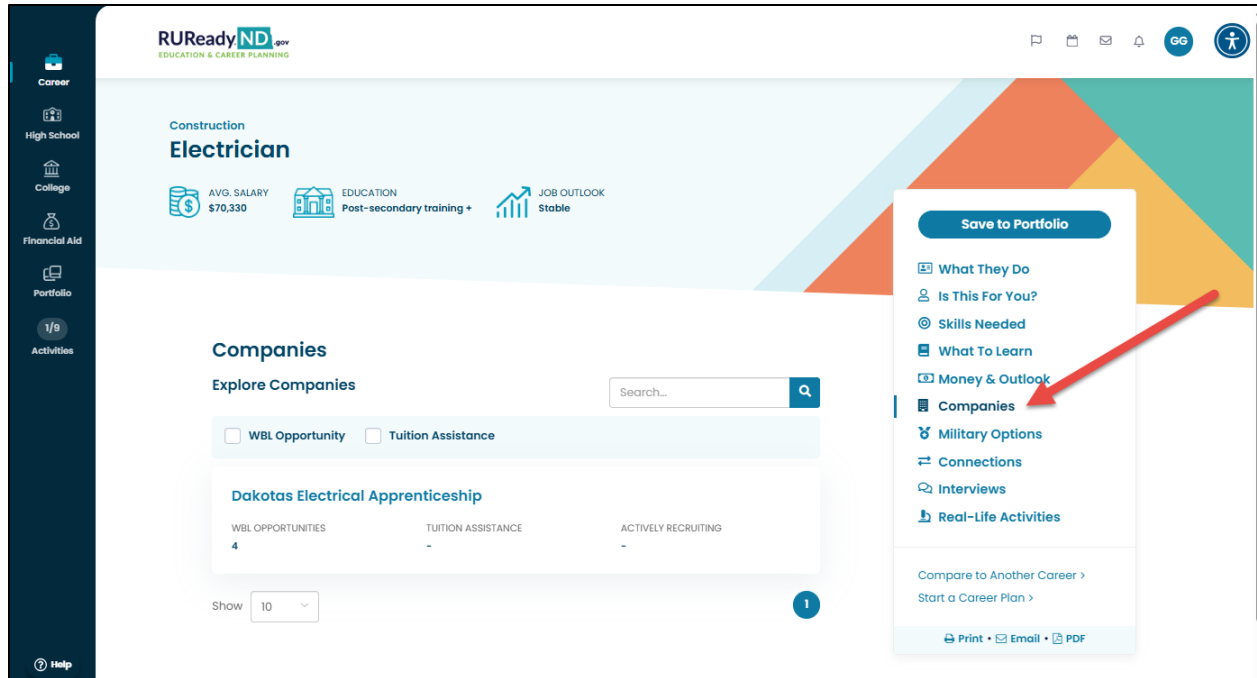 RUReady ND .gov
EDUCATION & CAREER PLANNING
GG
Career
High School
College
Financial Aid
Portfolio
1/9
Activities
Help
Construction
Electrician
AVG. SALARY
$70,330
EDUCATION
Post-secondary training +
JOB OUTLOOK
Stable
Companies
Explore Companies
Search...
WBL Opportunity
Tuition Assistance
Dakotas Electrical Apprenticeship
WBL OPPORTUNITIES
4
TUITION ASSISTANCE
-
ACTIVELY RECRUITING
-
Show 10
1
Save to Portfolio
What They Do
Is This For You?
Skills Needed
What To Learn
Money & Outlook
Companies
Military Options
Connections
Interviews
Real-Life Activities
Compare to Another Career >
Start a Career Plan >
Print • Email • PDF